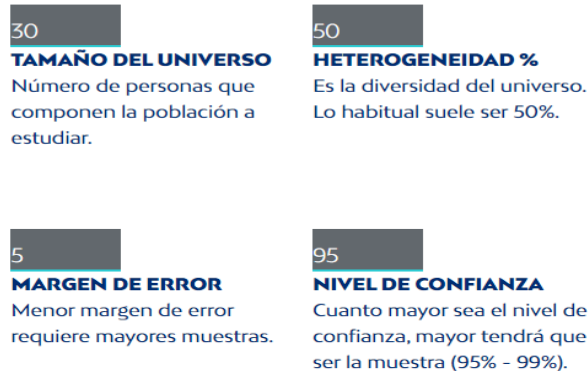 30
TAMAÑO DEL UNIVERSO
Número de personas que
componen la población a
estudiar.
50
HETEROGENEIDAD %
Es la diversidad del universo.
Lo habitual suele ser 50%.
5
MARGEN DE ERROR
Menor margen de error
requiere mayores muestras.
95
NIVEL DE CONFIANZA
Cuanto mayor sea el nivel de
confianza, mayor tendrá que
ser la muestra (95% - 99%).